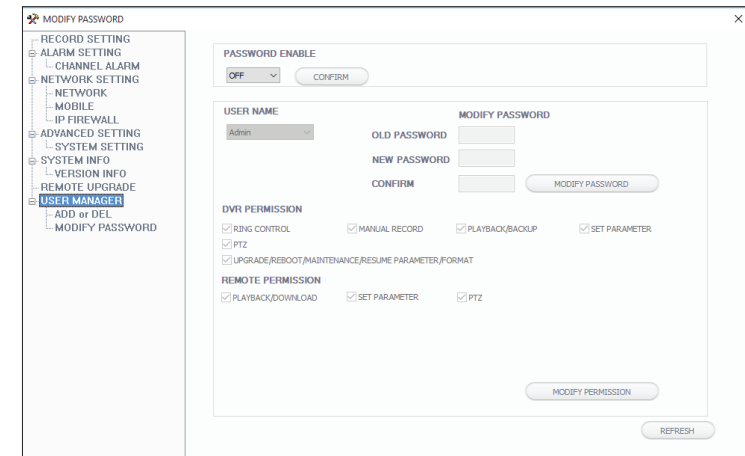 MODIFY PASSWORD
RECORD SETTING
ALARM SETTING
CHANNEL ALARM
NETWORK SETTING
NETWORK
MOBILE
IP FIREWALL
ADVANCED SETTING
SYSTEM SETTING
SYSTEM INFO
VERSION INFO
REMOTE UPGRADE
USER MANAGER
ADD or DEL
MODIFY PASSWORD
PASSWORD ENABLE
OFF CONFIRM
USER NAME MODIFY PASSWORD
Admin OLD PASSWORD
NEW PASSWORD
CONFIRM MODIFY PASSWORD
DVR PERMISSION
RING CONTROL MANUAL RECORD PLAYBACK/BACKUP SET PARAMETER
PTZ
UPGRADE/REBOOT/MAINTENANCE/RESUME PARAMETER/FORMAT
REMOTE PERMISSION
PLAYBACK/DOWNLOAD SET PARAMETER PTZ
MODIFY PERMISSION
REFRESH